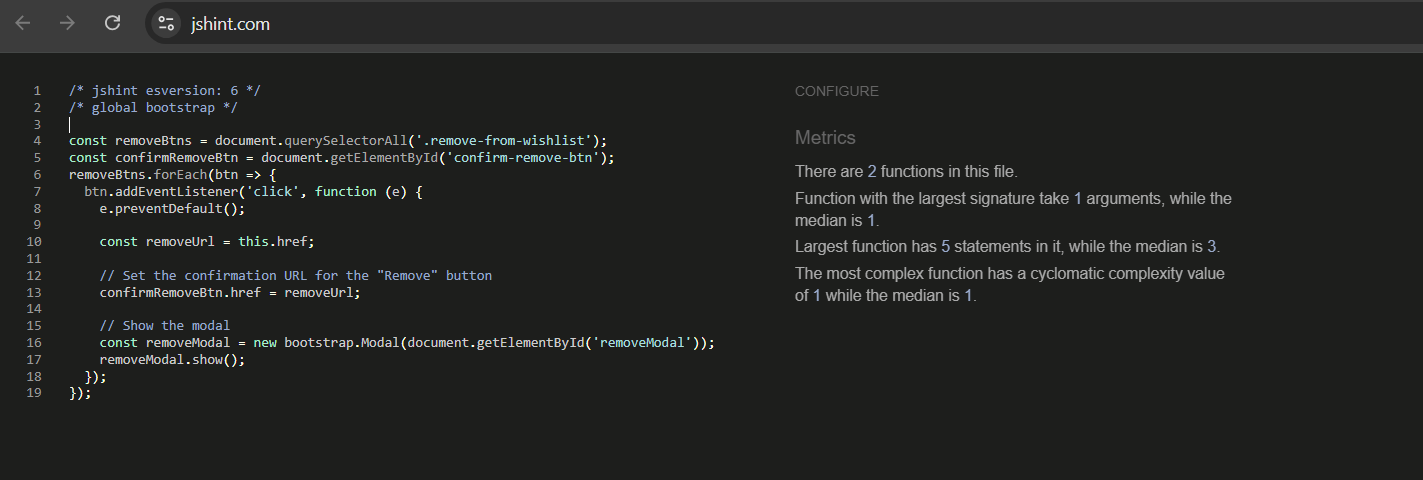 jshint.com
1 /* jshint esversion: 6 */
2 /* global bootstrap */
3
4 const removeBtns = document.querySelectorAll('.remove-from-wishlist');
5 const confirmRemoveBtn = document.getElementById('confirm-remove-btn');
6 removeBtns.forEach(btn => {
7   btn.addEventListener('click', function (e) {
8     e.preventDefault();
9
10     const removeUrl = this.href;
11
12     // Set the confirmation URL for the "Remove" button
13     confirmRemoveBtn.href = removeUrl;
14
15     // Show the modal
16     const removeModal = new bootstrap.Modal(document.getElementById('removeModal'));
17     removeModal.show();
18   });
19 });
CONFIGURE
Metrics
There are 2 functions in this file.
Function with the largest signature take 1 arguments, while the
median is 1.
Largest function has 5 statements in it, while the median is 3.
The most complex function has a cyclomatic complexity value
of 1 while the median is 1.